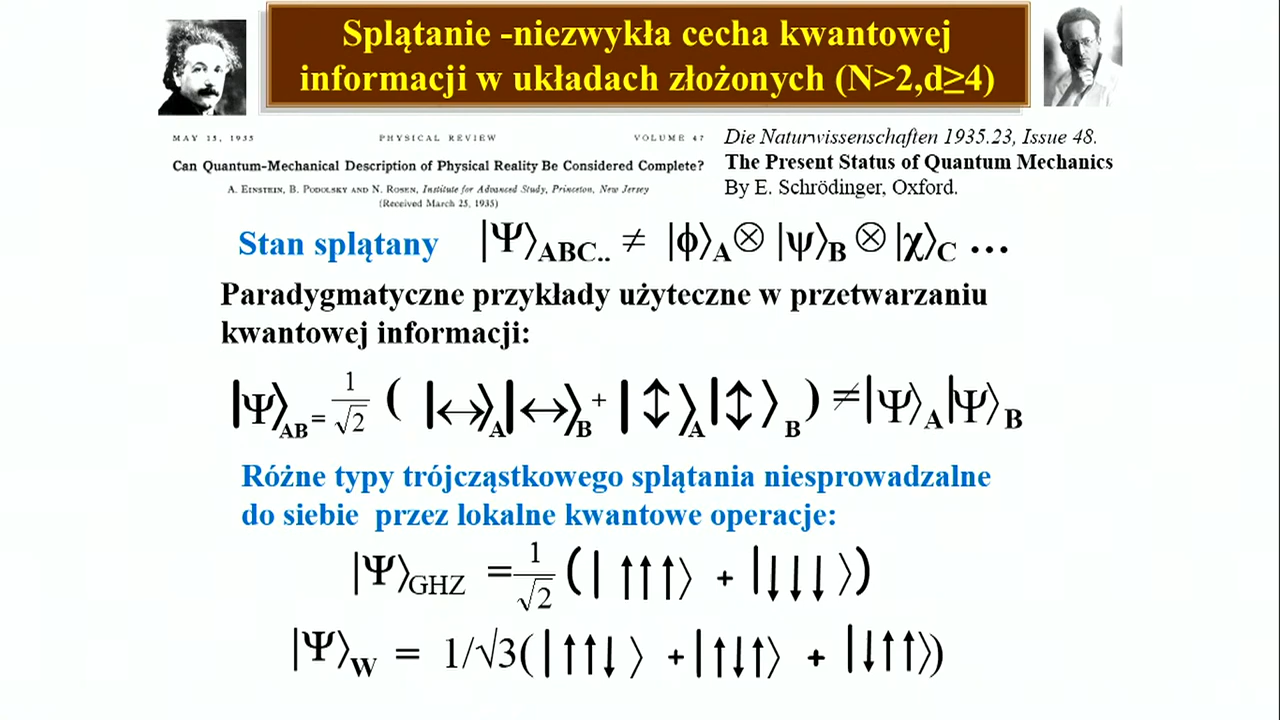 Splątanie -niezwykła cecha kwantowej
informacji w układach złożonych (N>2,d≥4)
MAY 15, 1935 PHYSICAL REVIEW VOLUME 47
Can Quantum-Mechanical Description of Physical Reality Be Considered Complete?
A. EINSTEIN, B. PODOLSKY AND N. ROSEN, Institute for Advanced Study, Princeton, New Jersey
(Received March 25, 1935)
Die Naturwissenschaften 1935.23, Issue 48.
The Present Status of Quantum Mechanics
By E. Schrödinger, Oxford.
Stan splątany |Ψ⟩ABC.. ≠ |ϕ⟩A⊗ |ψ⟩B ⊗ |χ⟩C ...
Paradygmatyczne przykłady użyteczne w przetwarzaniu
kwantowej informacji:
|Ψ⟩AB = 1/√2 ( |↔⟩A|↔⟩B + |↕⟩A|↕⟩B ) ≠ |Ψ⟩A|Ψ⟩B
Różne typy trójcząstkowego splątania niesprowadzalne
do siebie przez lokalne kwantowe operacje:
|Ψ⟩GHZ = 1/√2 (| ↑↑↑⟩ + |↓↓↓ ⟩)
|Ψ⟩W = 1/√3(|↑↑↓ ⟩ +|↑↓↑⟩ + |↓↑↑⟩)